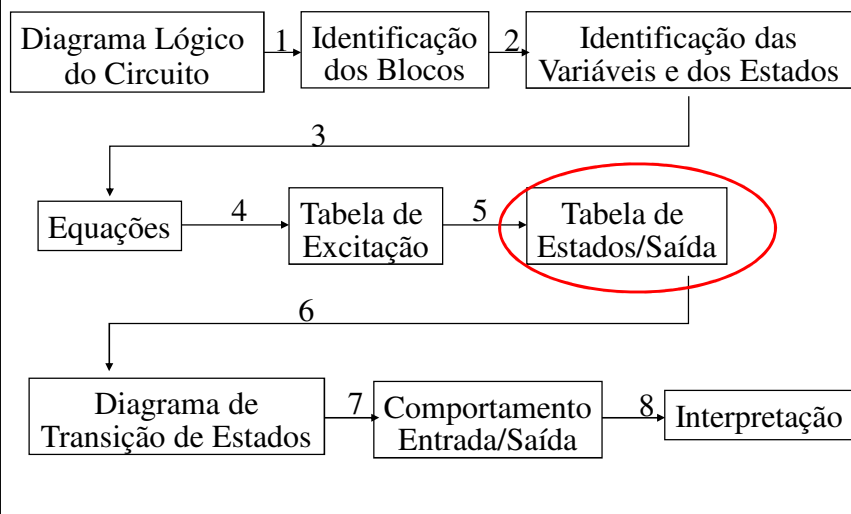 Diagrama Lógico
do Circuito
1
Identificação
dos Blocos
2
Identificação das
Variáveis e dos Estados
3
Equações
4
Tabela de
Excitação
5
Tabela de
Estados/Saída
6
Diagrama de
Transição de Estados
7
Comportamento
Entrada/Saída
8
Interpretação